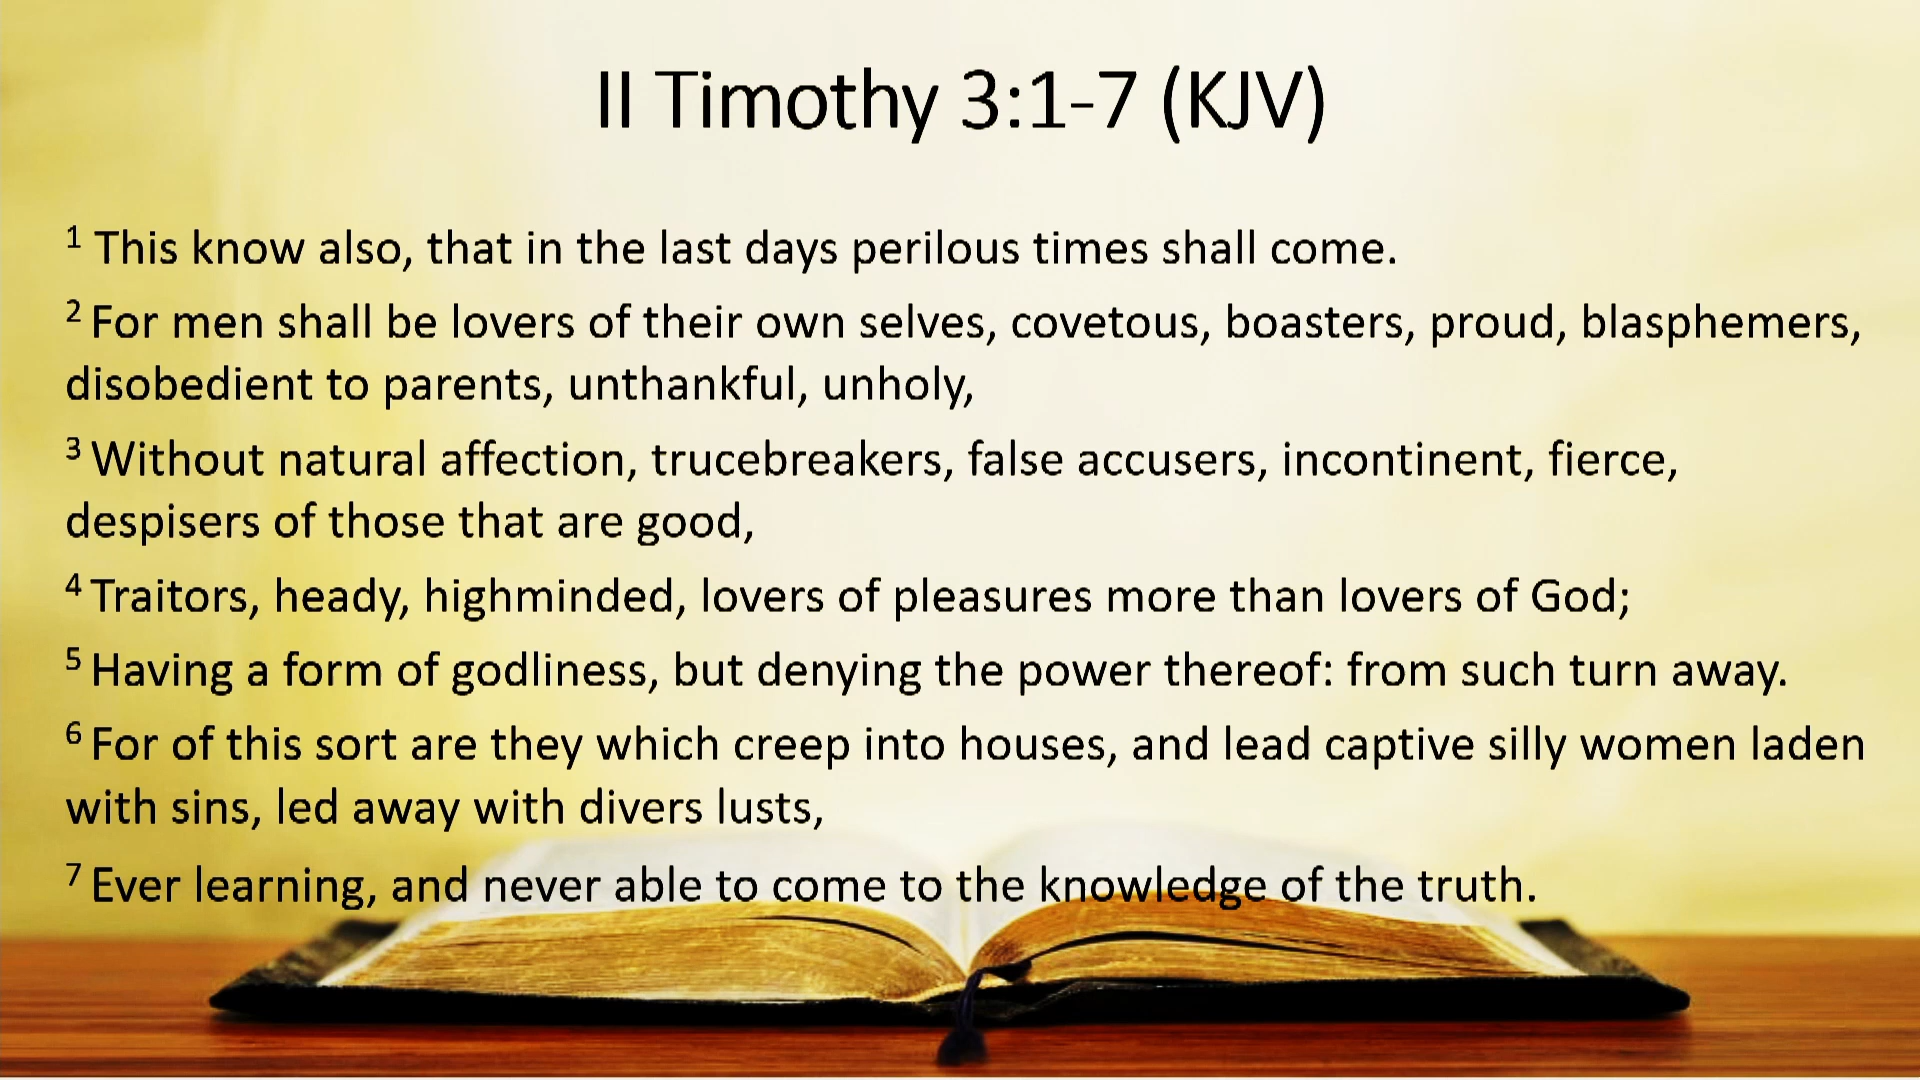 II Timothy 3:1-7 (KJV)
1 This know also, that in the last days perilous times shall come.
2 For men shall be lovers of their own selves, covetous, boasters, proud, blasphemers,
disobedient to parents, unthankful, unholy,
3 Without natural affection, trucebreakers, false accusers, incontinent, fierce,
despisers of those that are good,
4 Traitors, heady, highminded, lovers of pleasures more than lovers of God;
5 Having a form of godliness, but denying the power thereof: from such turn away.
6 For of this sort are they which creep into houses, and lead captive silly women laden
with sins, led away with divers lusts,
7 Ever learning, and never able to come to the knowledge of the truth.